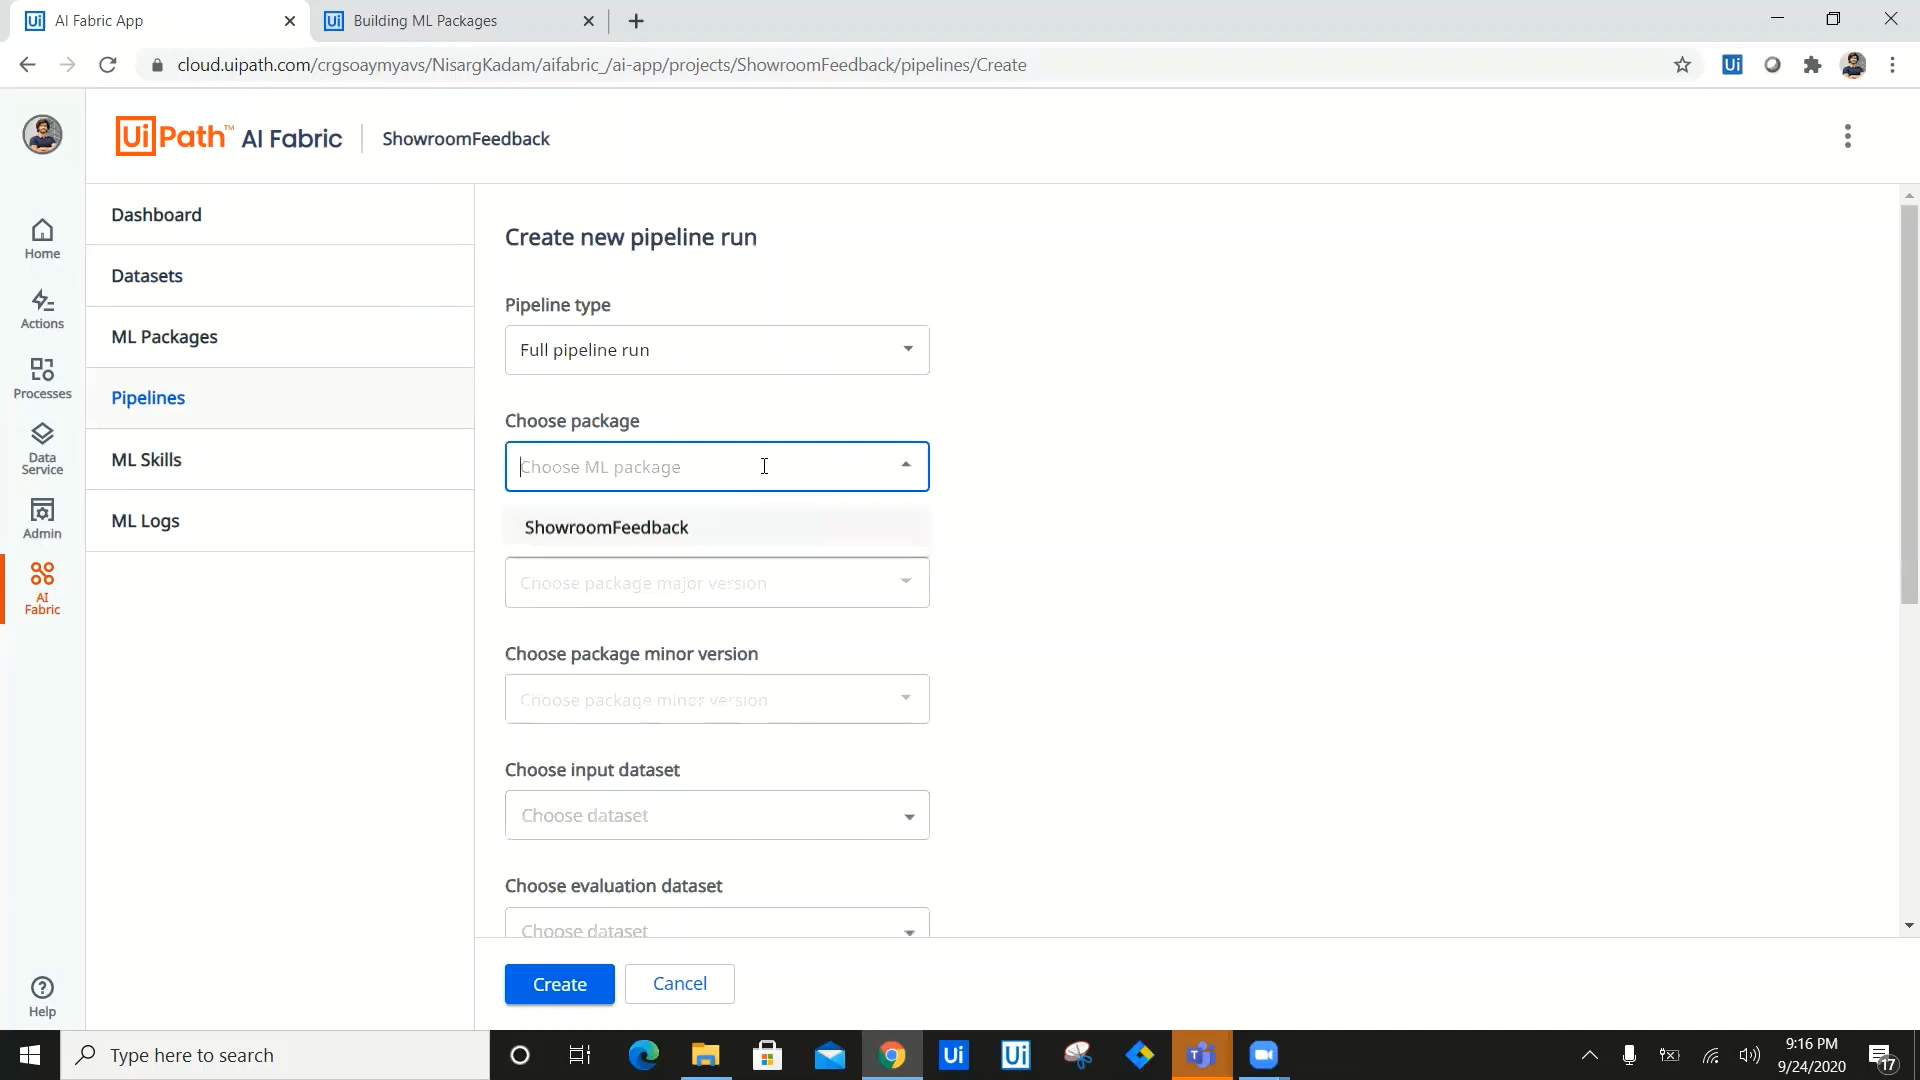 AI Fabric App
Building ML Packages
cloud.uipath.com/crgsoaymyavs/NisargKadam/aifabric_/ai-app/projects/ShowroomFeedback/pipelines/Create
Ui
UiPath™ AI Fabric
ShowroomFeedback
Home
Actions
Processes
Data
Service
Admin
AI
Fabric
Help
Dashboard
Datasets
ML Packages
Pipelines
ML Skills
ML Logs
Create new pipeline run
Pipeline type
Full pipeline run
Choose package
Choose ML package
ShowroomFeedback
Choose package major version
Choose package minor version
Choose package minor version
Choose input dataset
Choose dataset
Choose evaluation dataset
Choose dataset
Create
Cancel
Type here to search
Ui
Ui
9:16 PM
9/24/2020
17